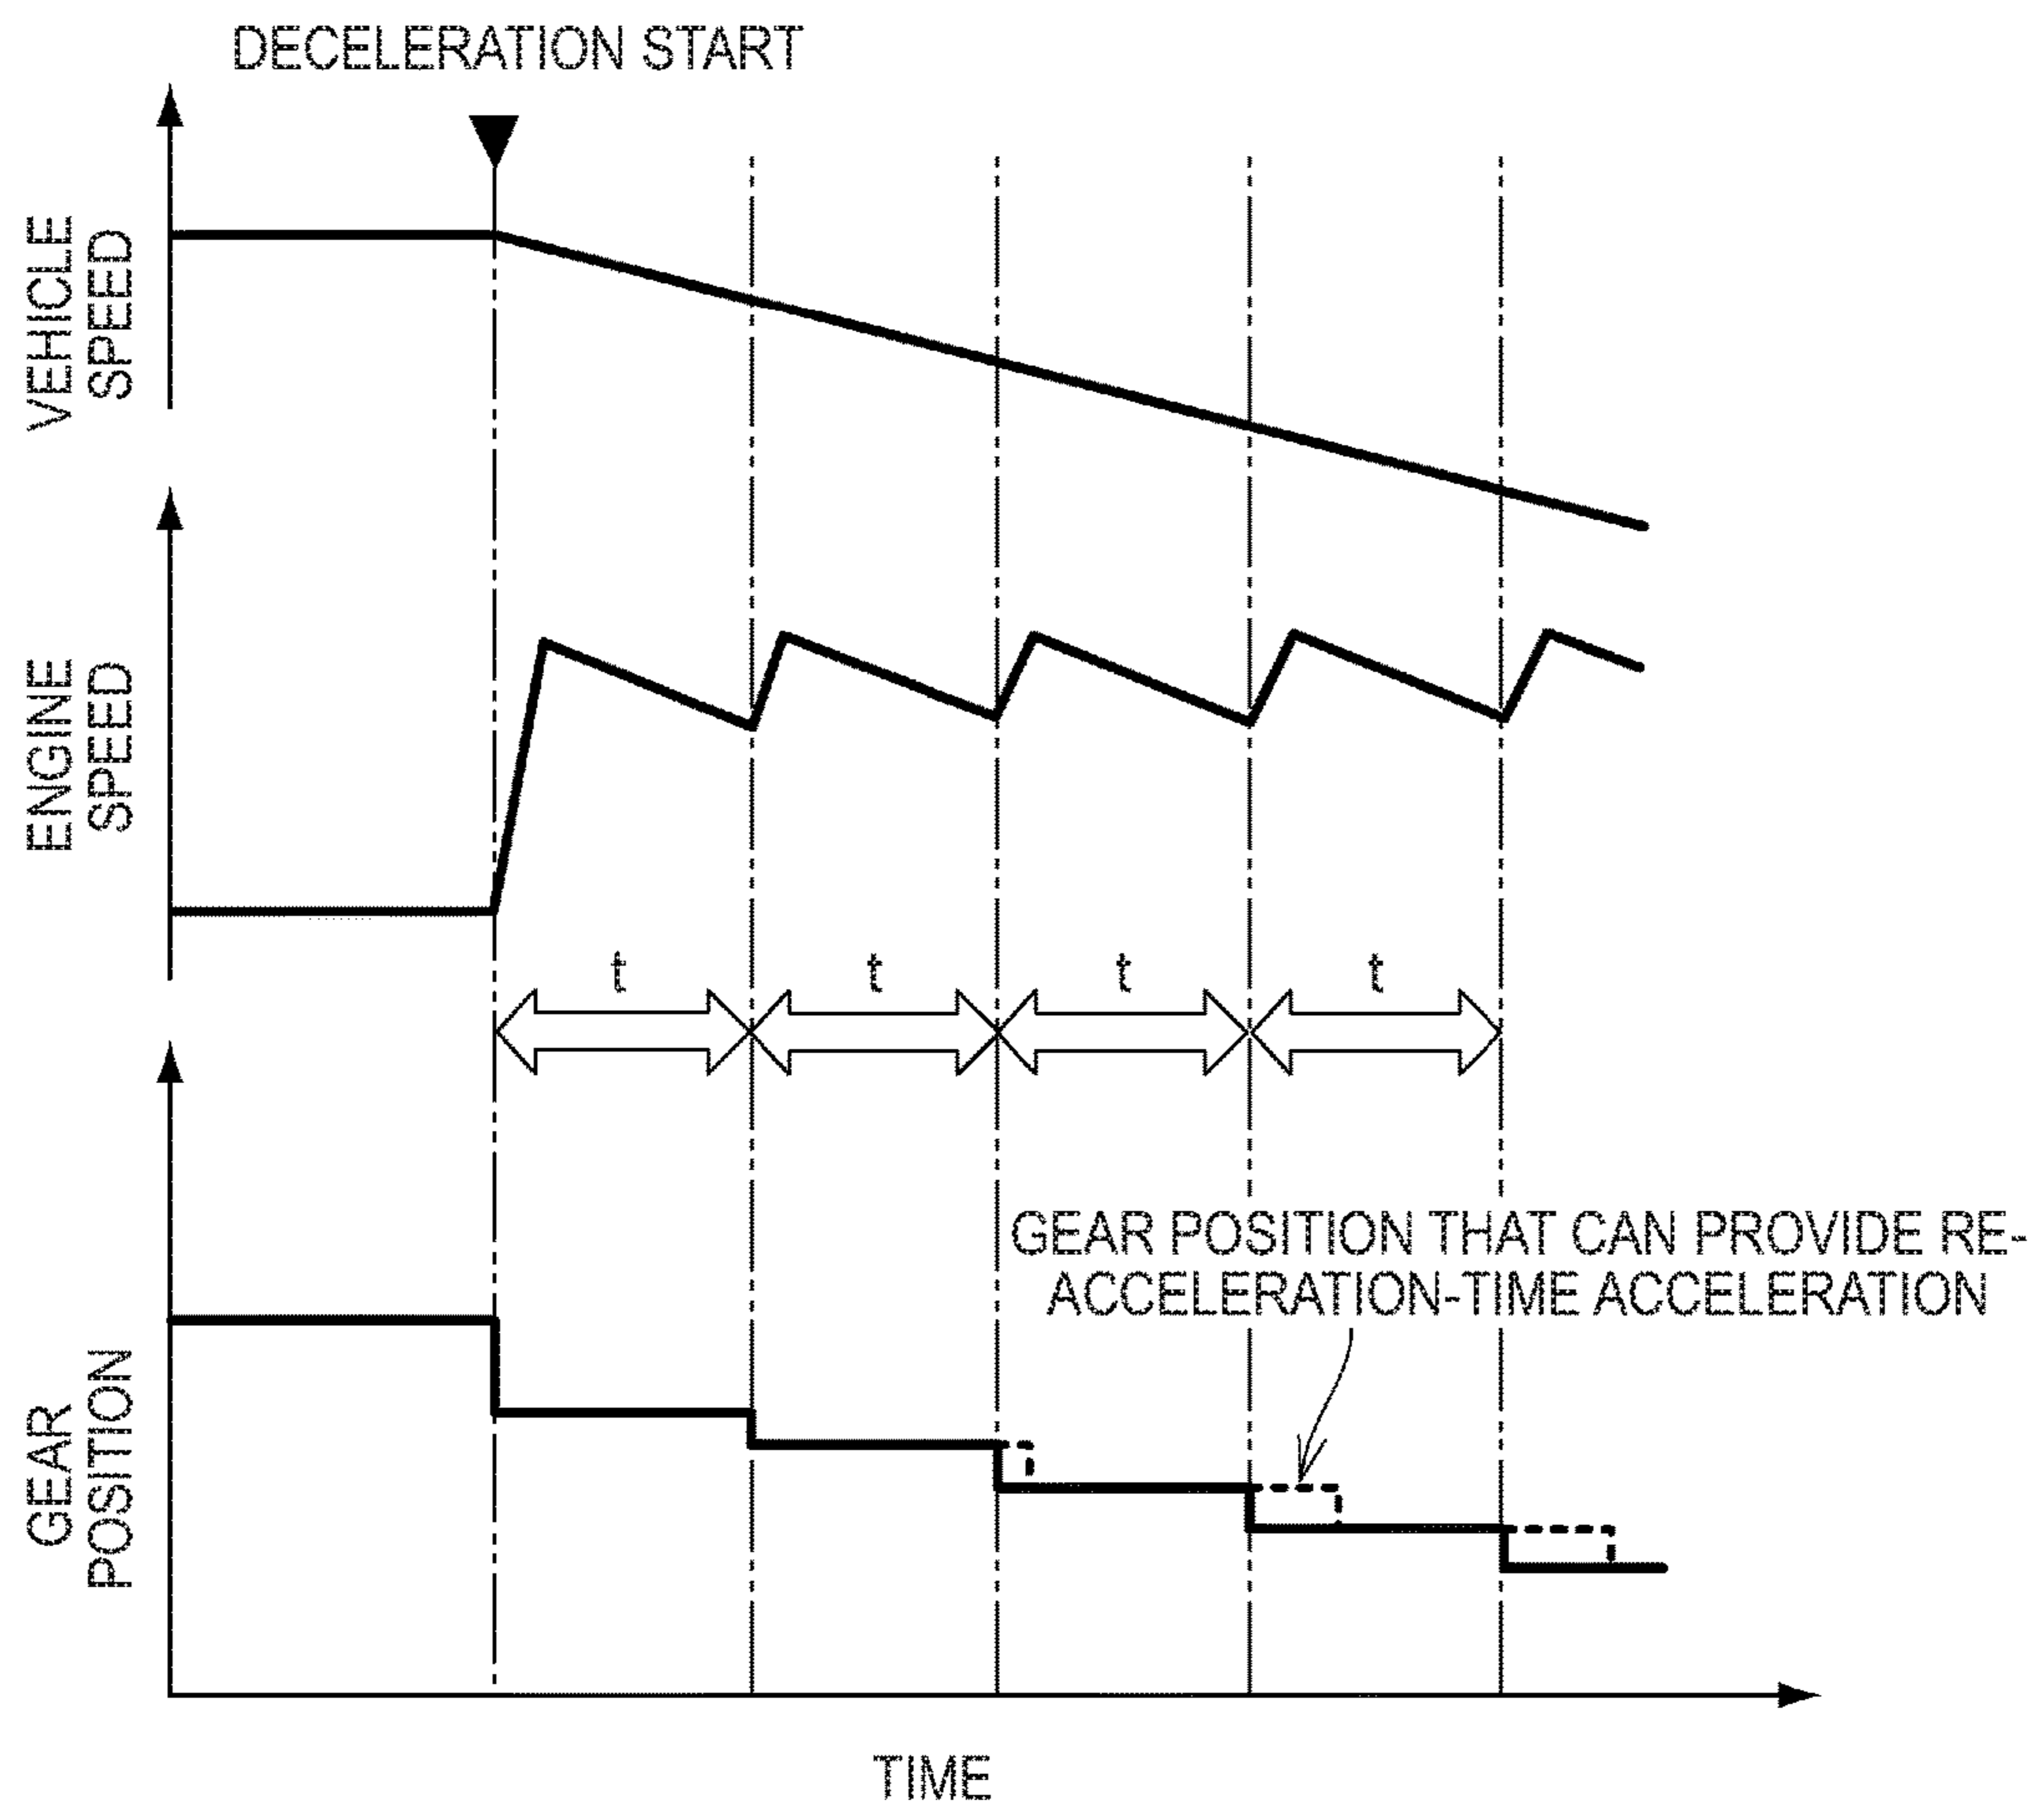 DECELERATION START
VEHICLE
SPEED
ENGINE
SPEED
t
t
t
t
GEAR POSITION THAT CAN PROVIDE RE-
ACCELERATION-TIME ACCELERATION
GEAR
POSITION
TIME